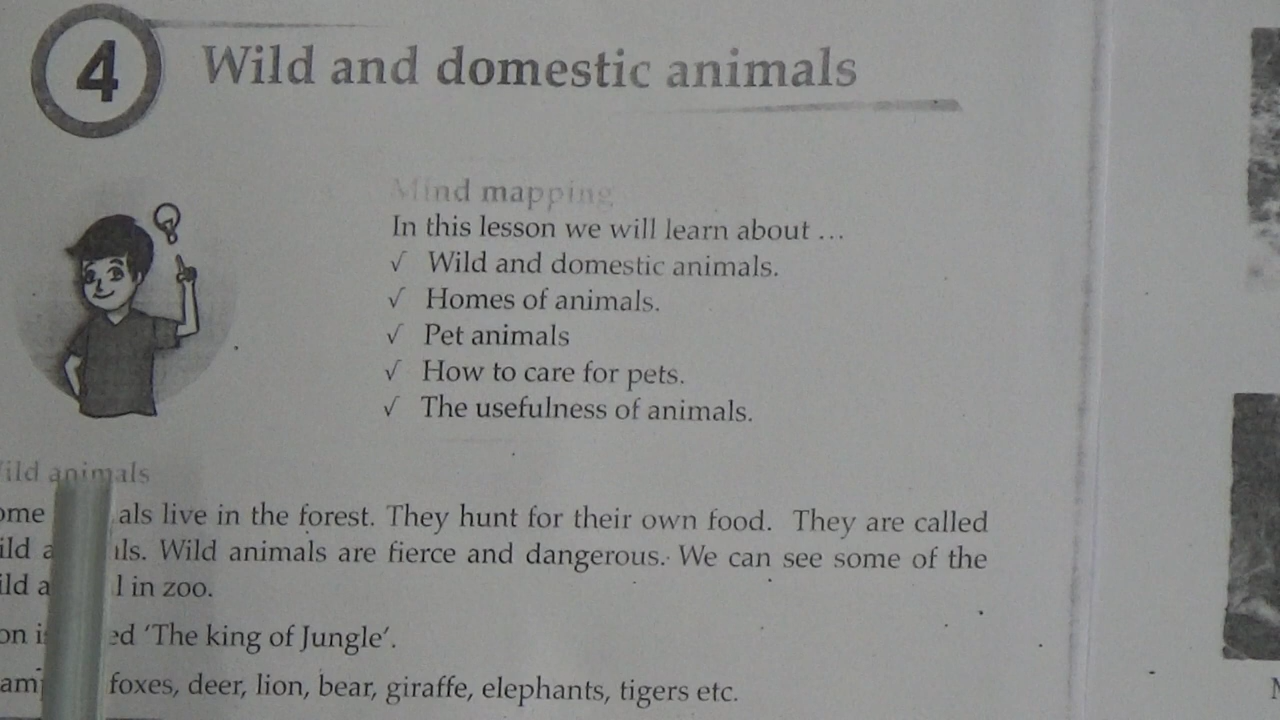 4
Wild and domestic animals
Mind mapping
In this lesson we will learn about ...
√ Wild and domestic animals.
√ Homes of animals.
√ Pet animals
√ How to care for pets.
√ The usefulness of animals.
animals
live in the forest. They hunt for their own food. They are called
Wild animals are fierce and dangerous. We can see some of the
in zoo.
'The king of Jungle'.
foxes, deer, lion, bear, giraffe, elephants, tigers etc.